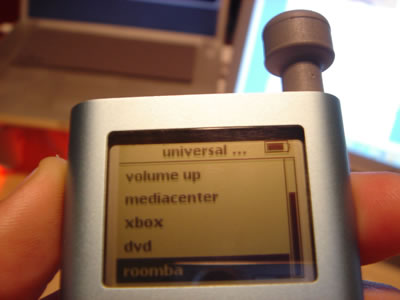 universal ...
volume up
mediacenter
xbox
dvd
roomba